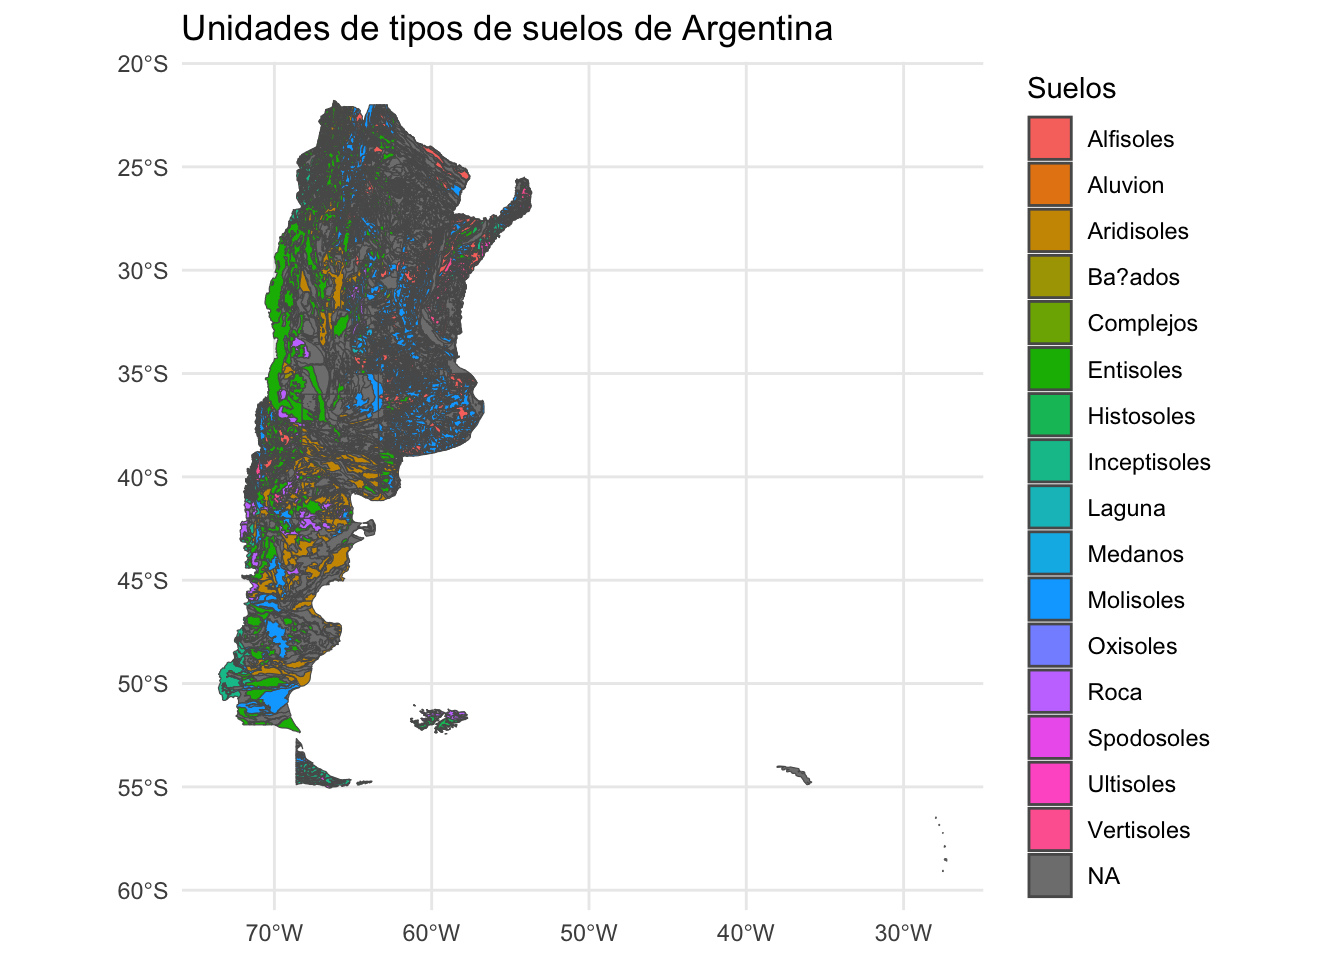 Unidades de tipos de suelos de Argentina
20°S
25°S
30°S
35°S
40°S
45°S
50°S
55°S
60°S
70°W
60°W
50°W
40°W
30°W
Suelos
Alfisoles
Aluvion
Aridisoles
Ba?ados
Complejos
Entisoles
Histosoles
Inceptisoles
Laguna
Medanos
Molisoles
Oxisoles
Roca
Spodosoles
Ultisoles
Vertisoles
NA